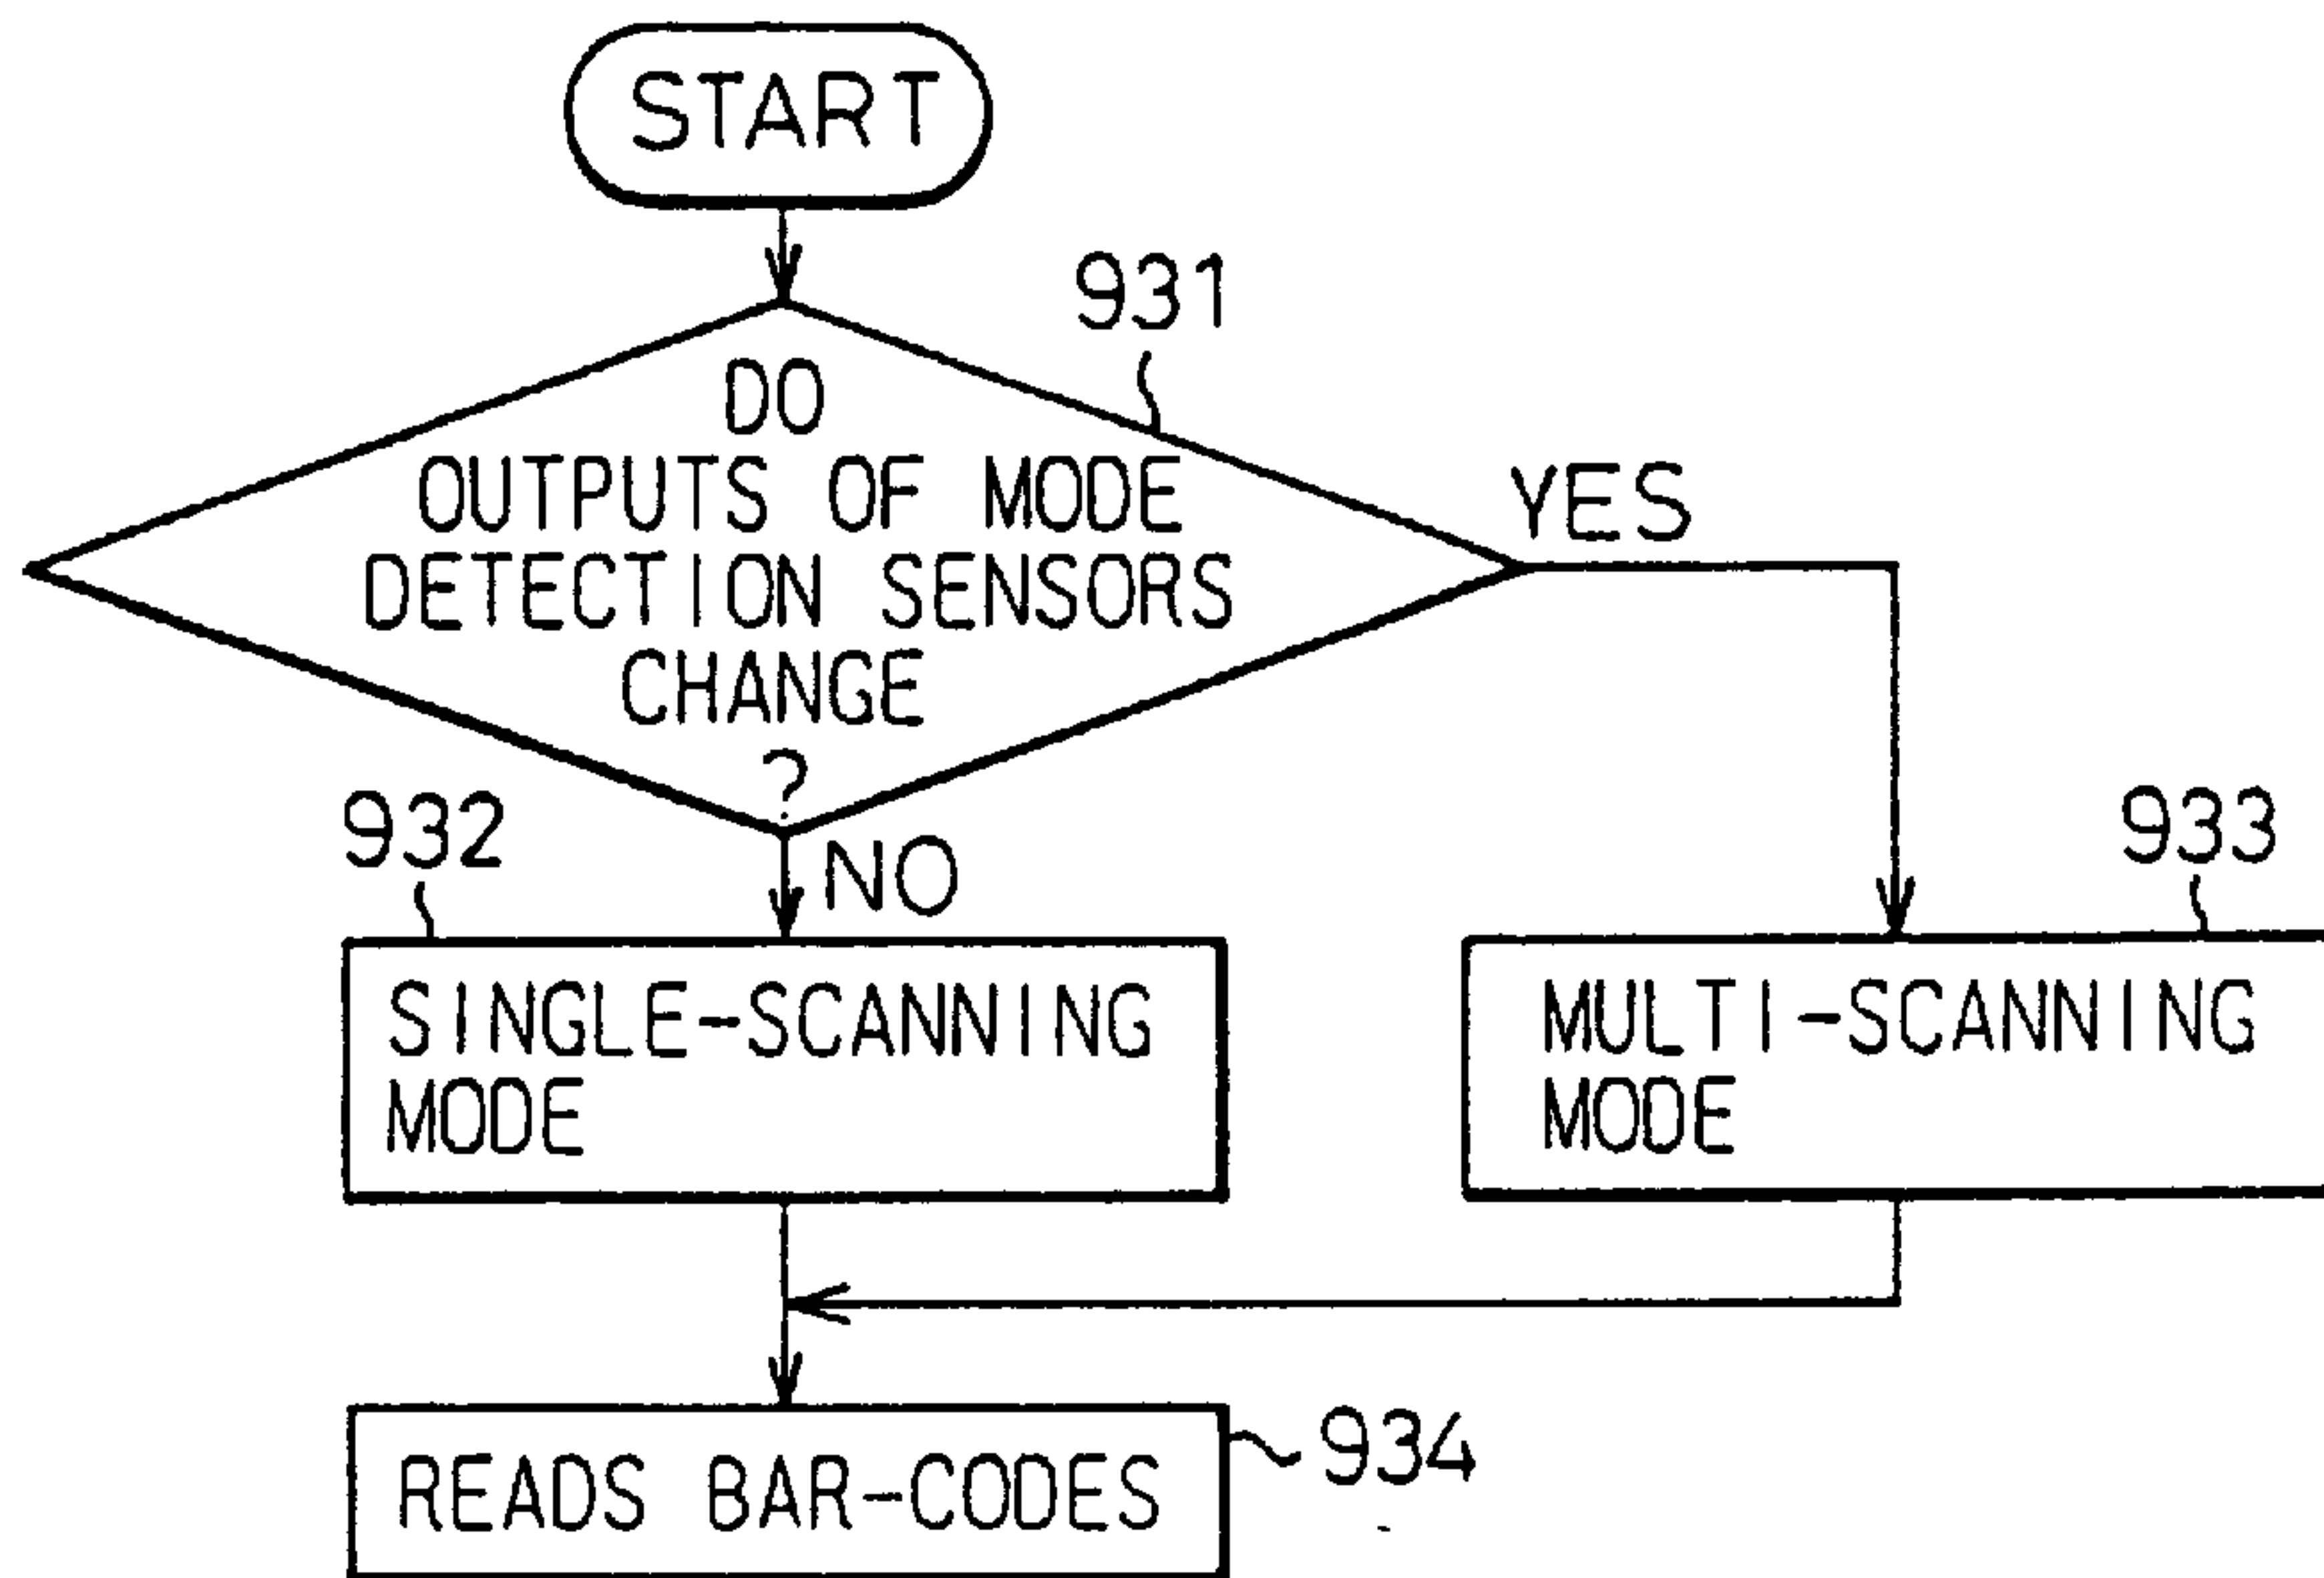 START
931
DO
OUTPUTS OF MODE
DETECTION SENSORS
CHANGE
?
YES
NO
932
SINGLE-SCANNING
MODE
933
MULTI-SCANNING
MODE
READS BAR-CODES
934